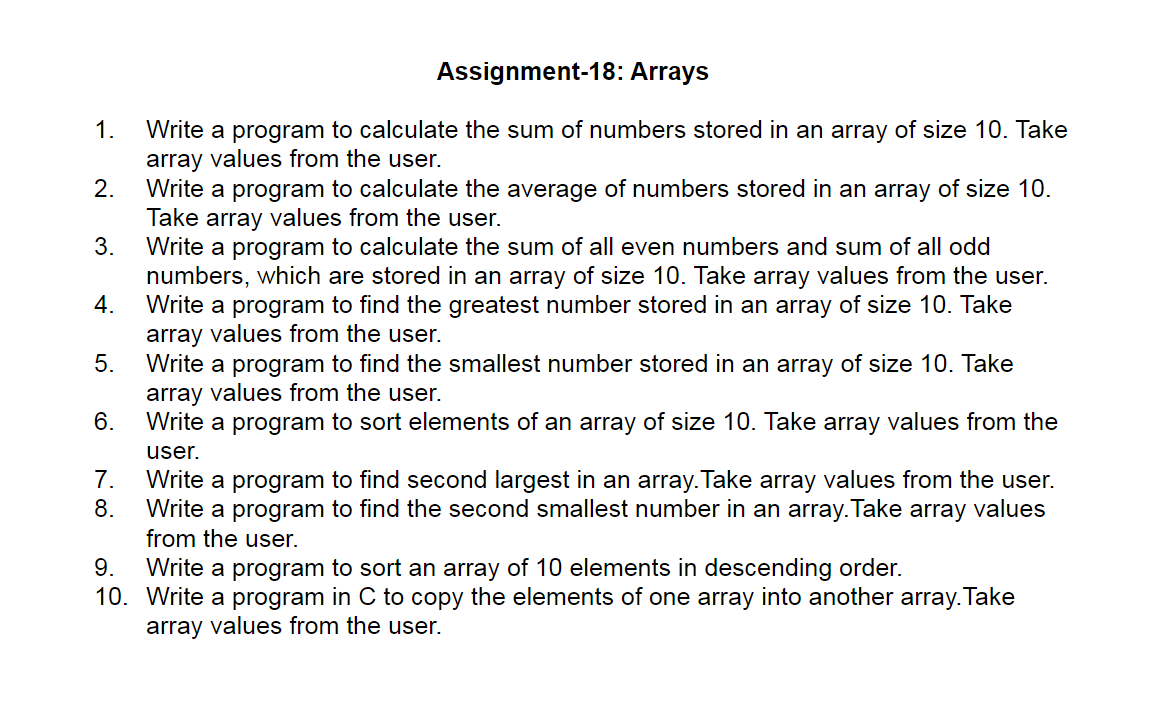 Assignment-18: Arrays
1. Write a program to calculate the sum of numbers stored in an array of size 10. Take
array values from the user.
2. Write a program to calculate the average of numbers stored in an array of size 10.
Take array values from the user.
3. Write a program to calculate the sum of all even numbers and sum of all odd
numbers, which are stored in an array of size 10. Take array values from the user.
4. Write a program to find the greatest number stored in an array of size 10. Take
array values from the user.
5. Write a program to find the smallest number stored in an array of size 10. Take
array values from the user.
6. Write a program to sort elements of an array of size 10. Take array values from the
user.
7. Write a program to find second largest in an array.Take array values from the user.
8. Write a program to find the second smallest number in an array.Take array values
from the user.
9. Write a program to sort an array of 10 elements in descending order.
10. Write a program in C to copy the elements of one array into another array.Take
array values from the user.